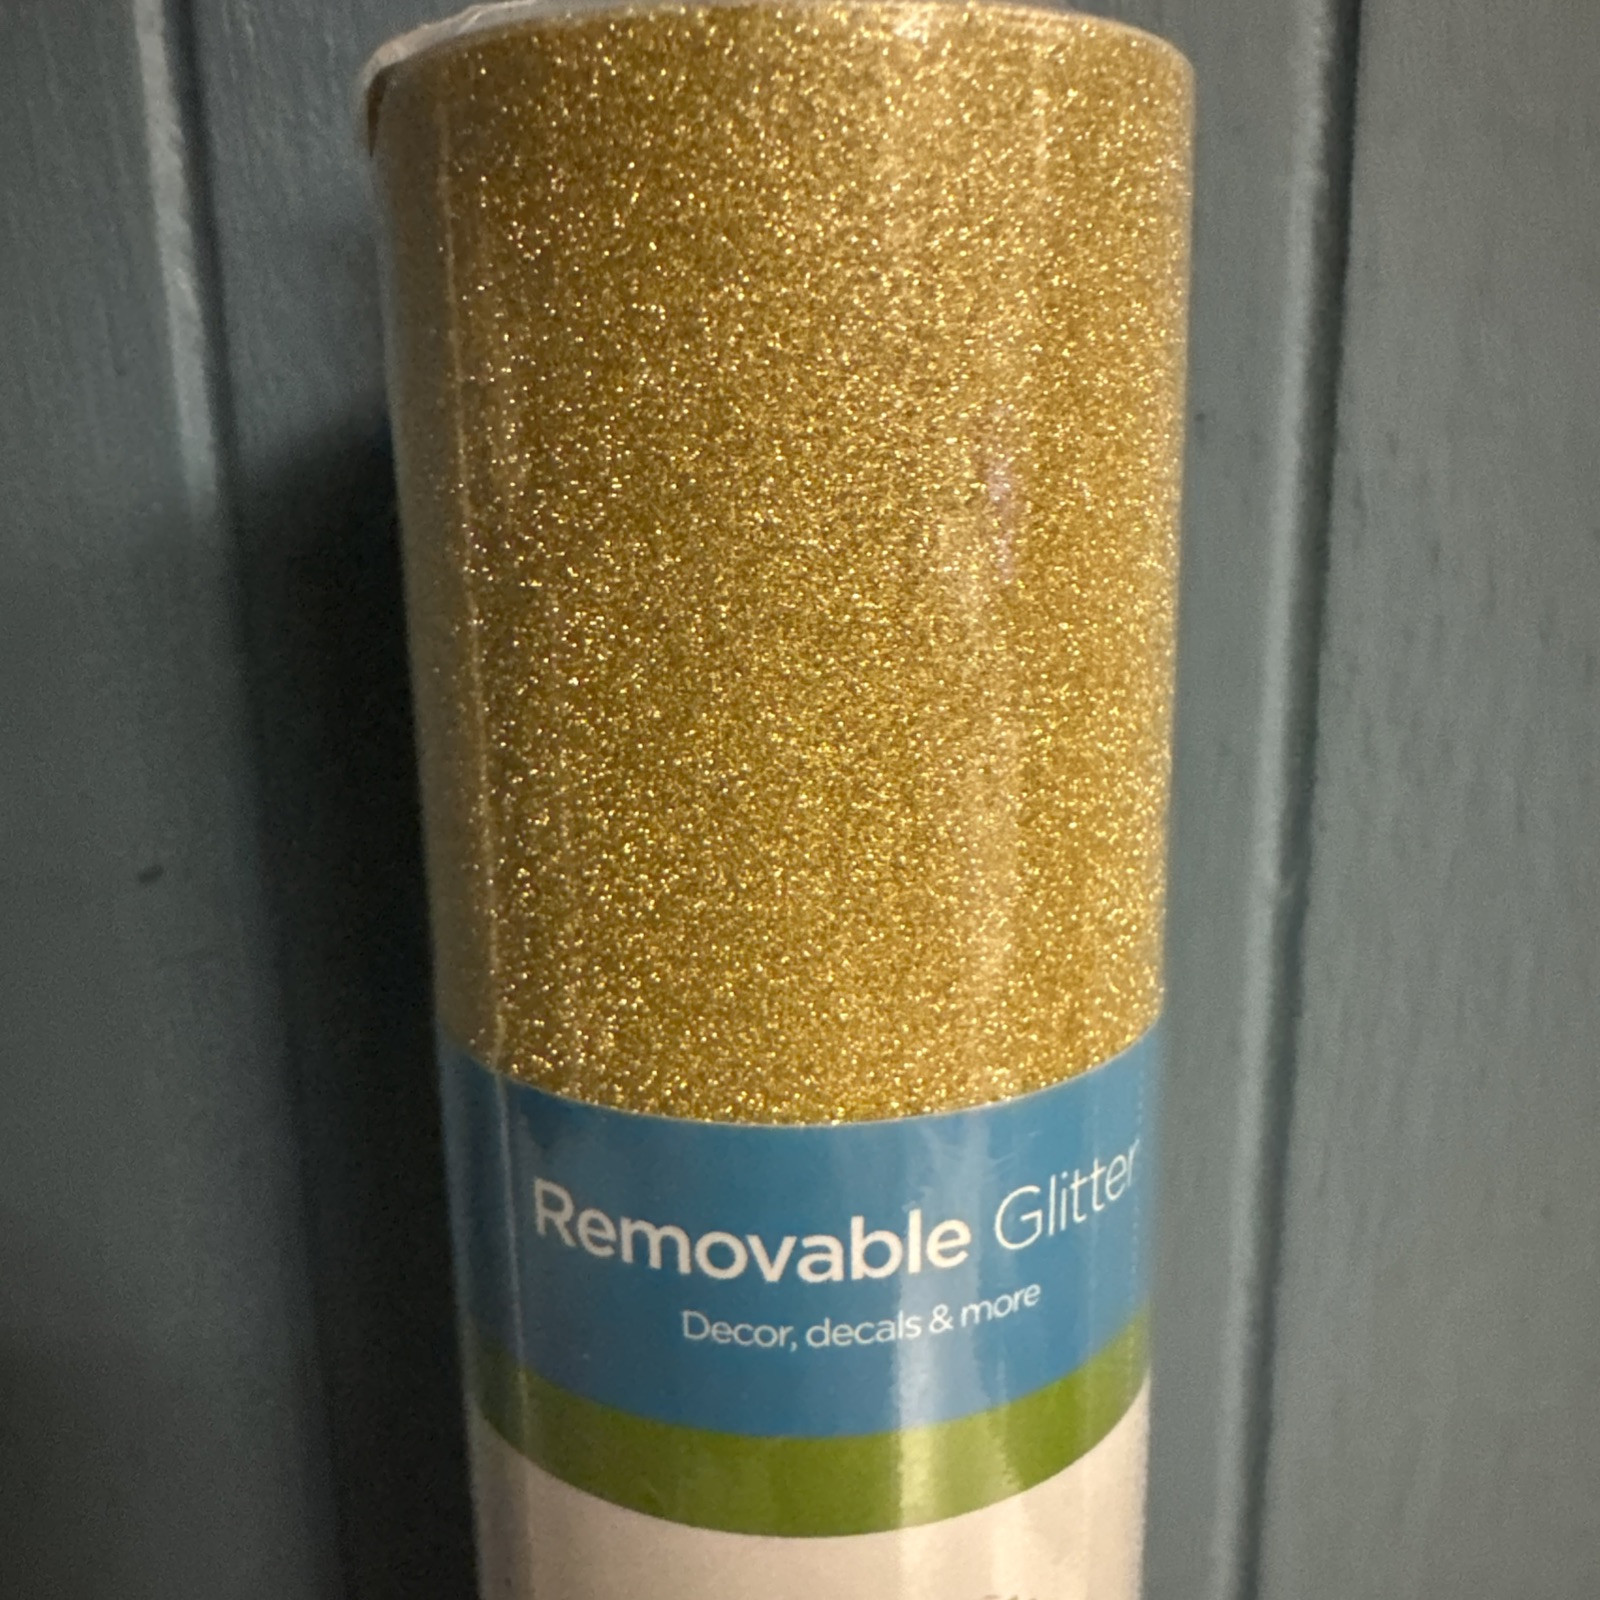 Removable Glitter
Decor, decals & more